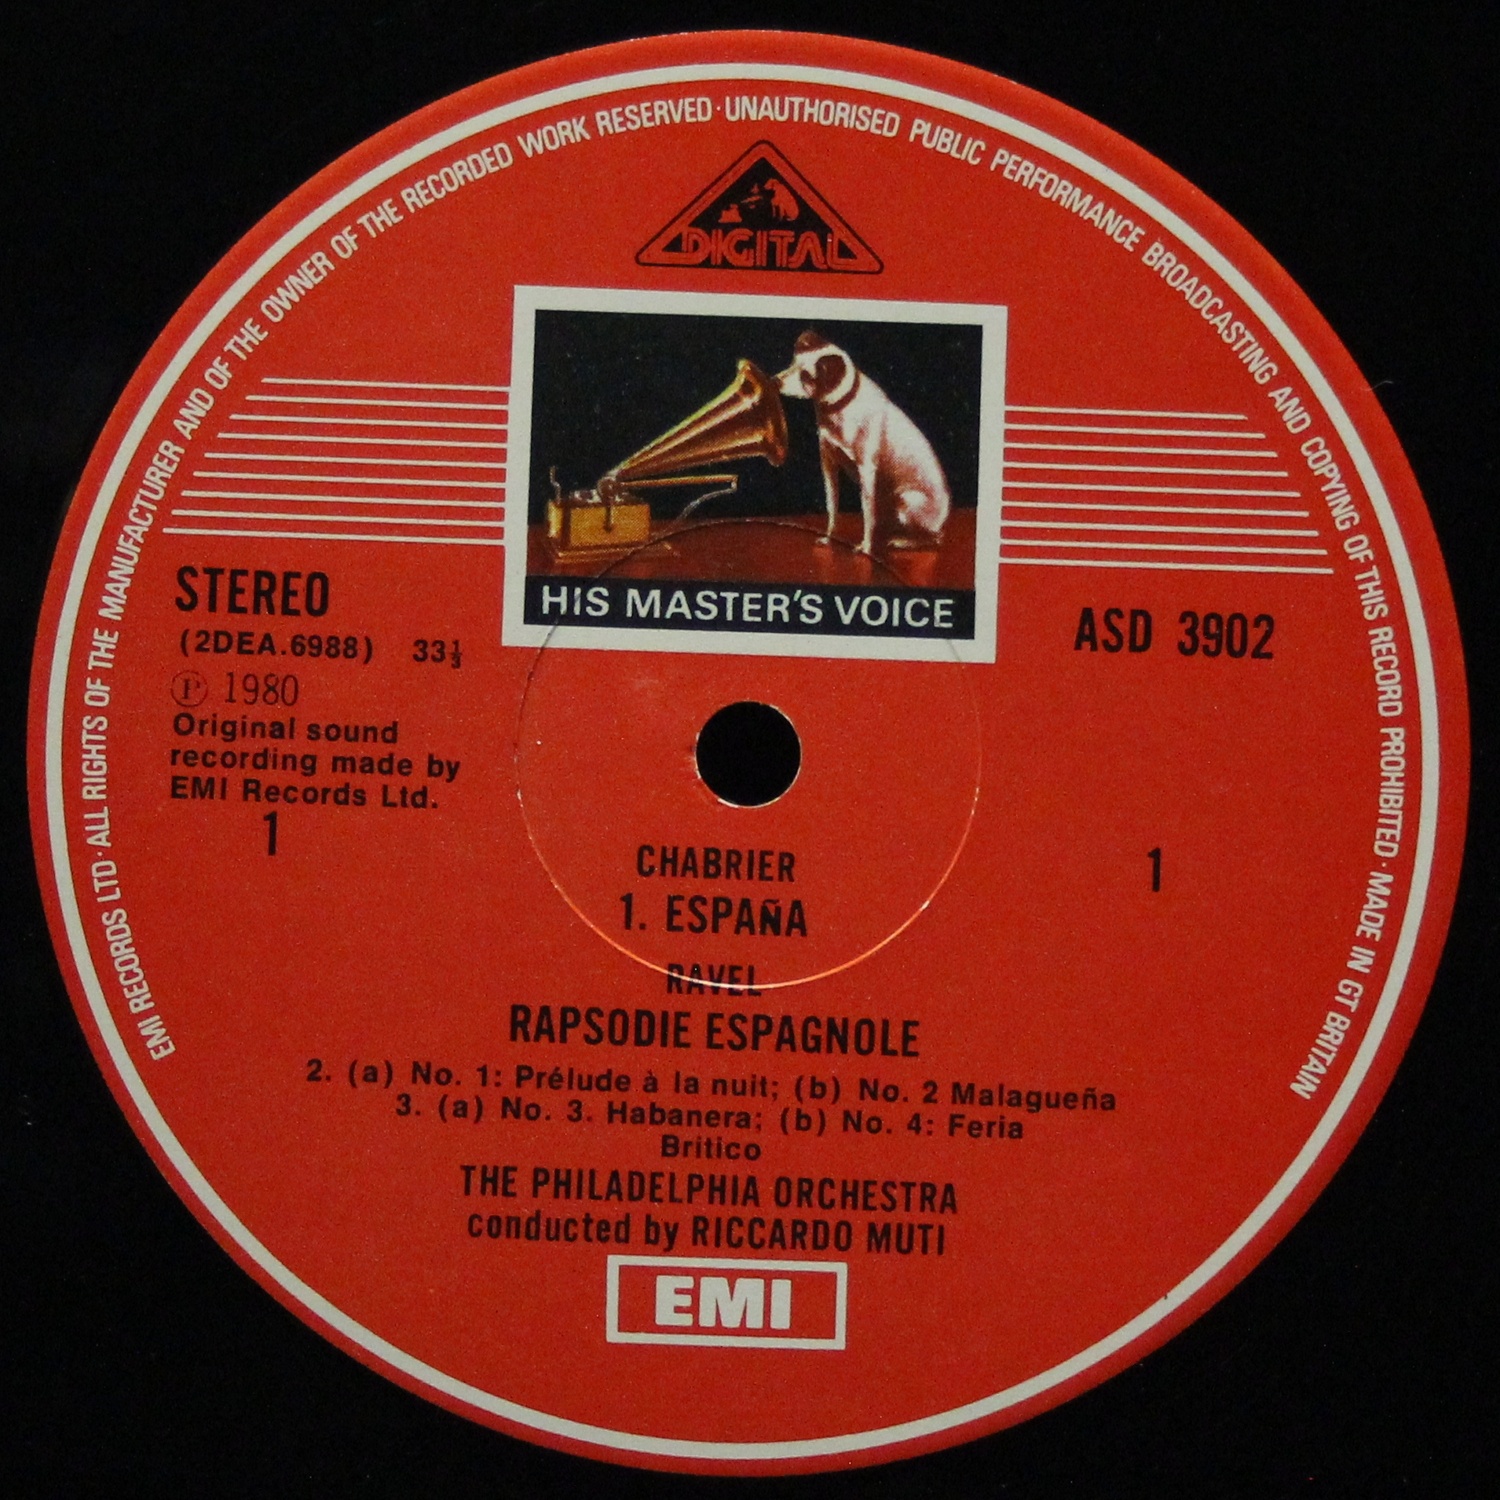 EMI RECORDS LTD · ALL RIGHTS OF THE MANUFACTURER AND OF THE OWNER OF THE RECORDED WORK RESERVED · UNAUTHORISED PUBLIC PERFORMANCE BROADCASTING AND COPYING OF THIS RECORD PROHIBITED · MADE IN GT BRITAIN
DIGITAL
HIS MASTER'S VOICE
STEREO
(2DEA.6988) 33⅓
ASD 3902
Ⓟ 1980
Original sound
recording made by
EMI Records Ltd.
1
1
CHABRIER
1. ESPAÑA
RAVEL
RAPSODIE ESPAGNOLE
2. (a) No. 1: Prélude à la nuit; (b) No. 2 Malagueña
3. (a) No. 3. Habanera; (b) No. 4: Feria
Britico
THE PHILADELPHIA ORCHESTRA
conducted by RICCARDO MUTI
EMI